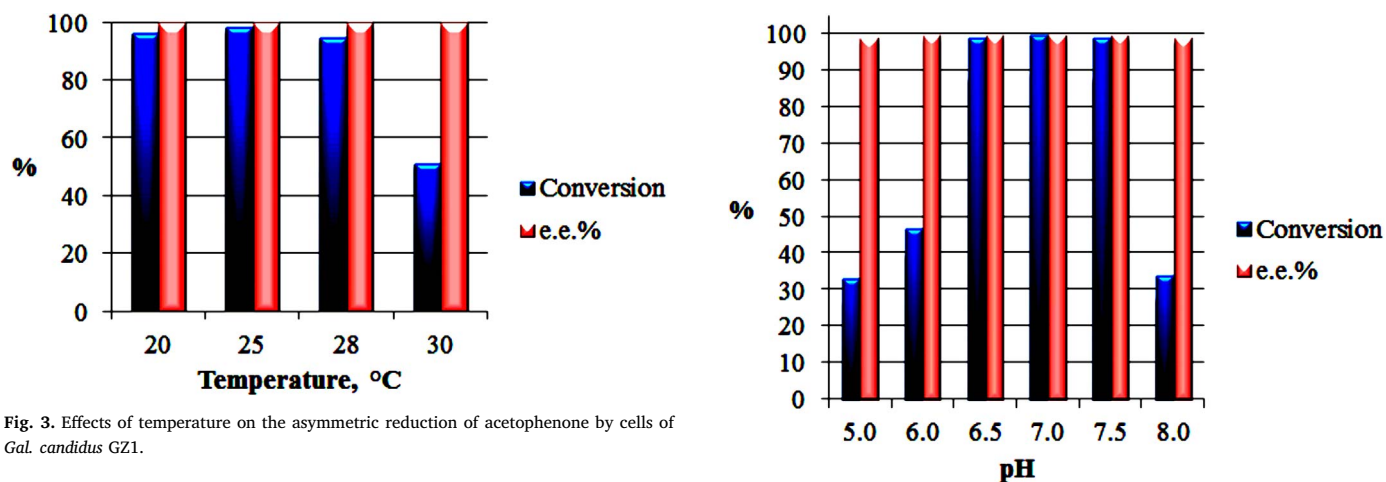 100
80
60
40
20
0
%
20 25 28 30
Temperature, °C
Conversion
e.e.%
Fig. 3. Effects of temperature on the asymmetric reduction of acetophenone by cells of
Gal. candidus GZ1.
100
90
80
70
60
50
40
30
20
10
0
%
5.0 6.0 6.5 7.0 7.5 8.0
pH
Conversion
e.e.%